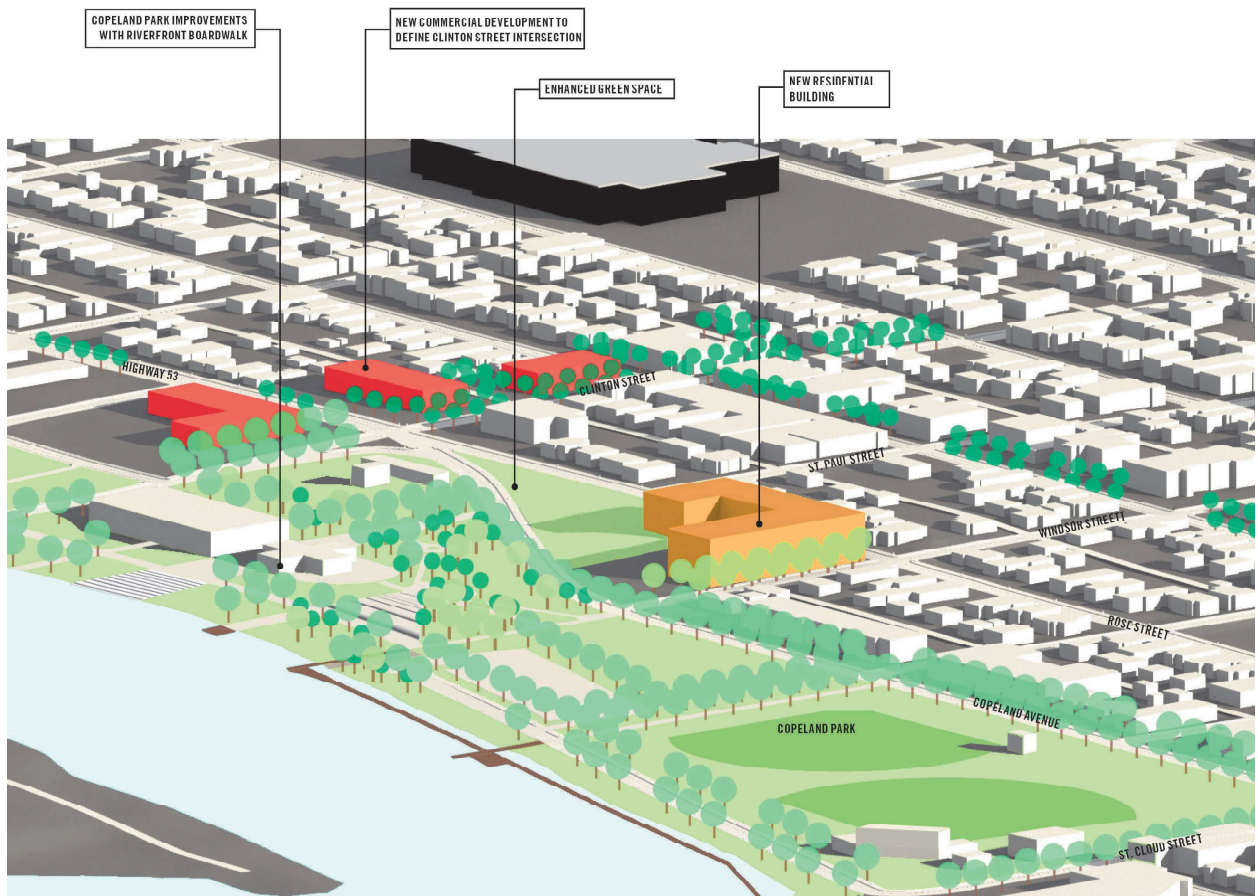 COPELAND PARK IMPROVEMENTS
WITH RIVERFRONT BOARDWALK
NEW COMMERCIAL DEVELOPMENT TO
DEFINE CLINTON STREET INTERSECTION
ENHANCED GREEN SPACE
NEW RESIDENTIAL
BUILDING
HIGHWAY 53
CLINTON STREET
ST. PAUL STREET
WINDSOR STREET
ROSE STREET
COPELAND AVENUE
COPELAND PARK
ST. CLOUD STREET